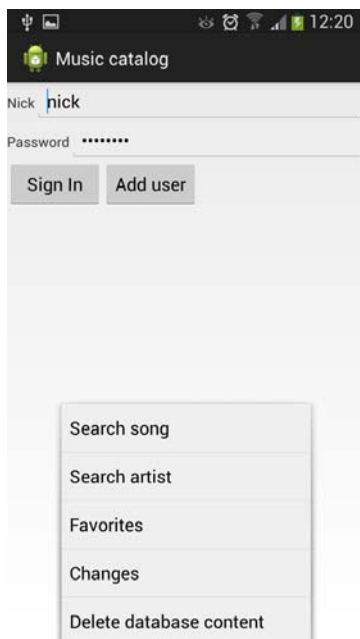 12:20
Music catalog
Nick nick
Password ••••••••
Sign In Add user
Search song
Search artist
Favorites
Changes
Delete database content